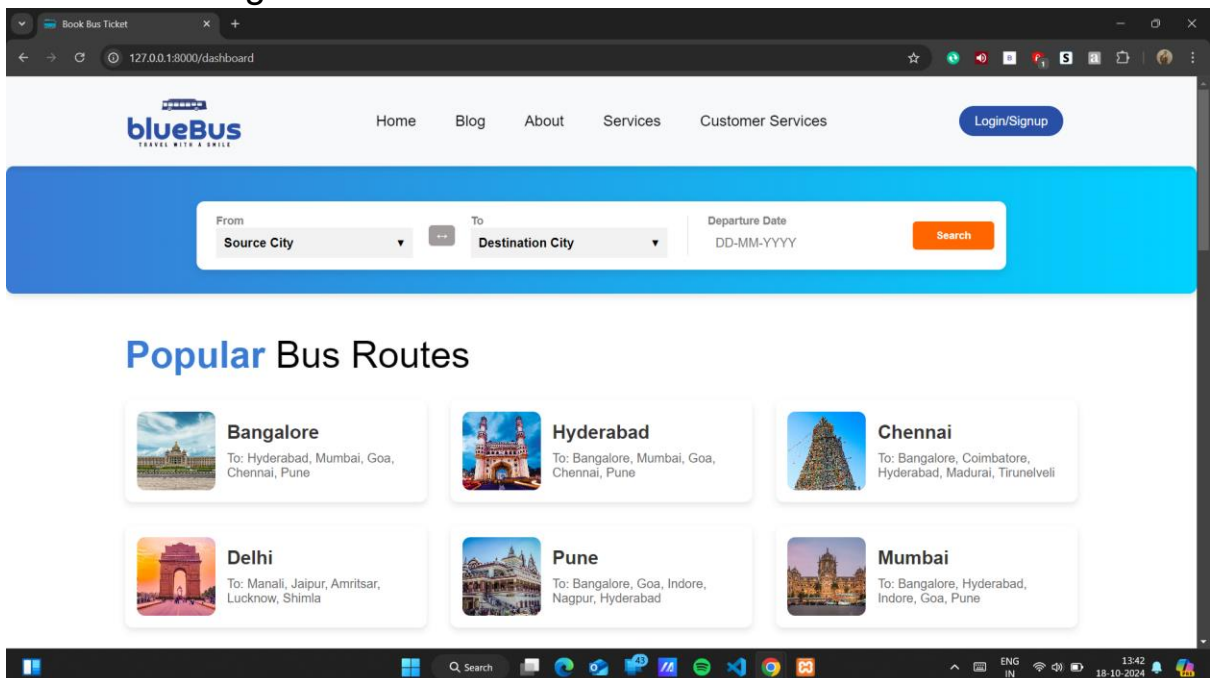 Book Bus Ticket
127.0.0.1:8000/dashboard
blueBus
TRAVEL WITH A SMILE
Home Blog About Services Customer Services Login/Signup
From To Departure Date
Source City Destination City DD-MM-YYYY Search
Popular Bus Routes
Bangalore
To: Hyderabad, Mumbai, Goa,
Chennai, Pune
Hyderabad
To: Bangalore, Mumbai, Goa,
Chennai, Pune
Chennai
To: Bangalore, Coimbatore,
Hyderabad, Madurai, Tirunelveli
Delhi
To: Manali, Jaipur, Amritsar,
Lucknow, Shimla
Pune
To: Bangalore, Goa, Indore,
Nagpur, Hyderabad
Mumbai
To: Bangalore, Hyderabad,
Indore, Goa, Pune
Search 43 ENG 13:42
IN 18-10-2024